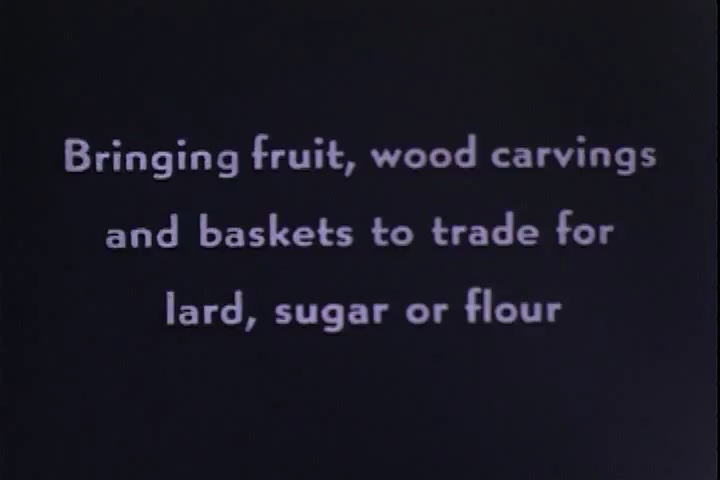 Bringing fruit, wood carvings
and baskets to trade for
lard, sugar or flour